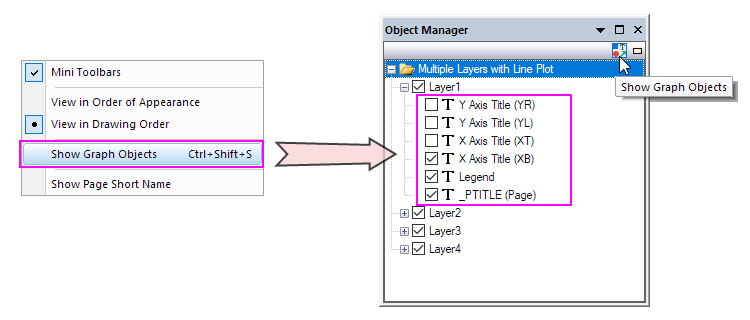 Mini Toolbars
View in Order of Appearance
View in Drawing Order
Show Graph Objects Ctrl+Shift+S
Show Page Short Name
Object Manager
Multiple Layers with Line Plot
Show Graph Objects
Layer1
Y Axis Title (YR)
Y Axis Title (YL)
X Axis Title (XT)
X Axis Title (XB)
Legend
_PTITLE (Page)
Layer2
Layer3
Layer4